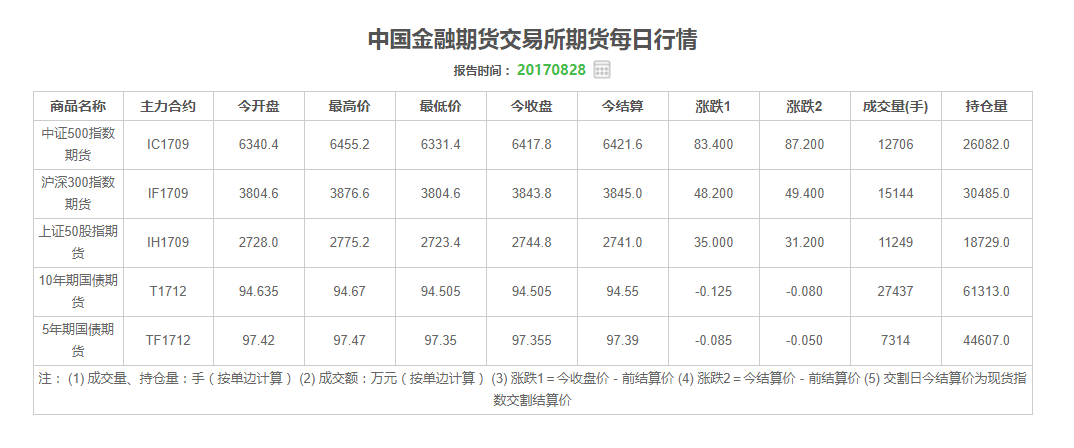 中国金融期货交易所期货每日行情
报告时间： 20170828
商品名称 主力合约 今开盘 最高价 最低价 今收盘 今结算 涨跌1 涨跌2 成交量(手) 持仓量
中证500指数
期货 IC1709 6340.4 6455.2 6331.4 6417.8 6421.6 83.400 87.200 12706 26082.0
沪深300指数
期货 IF1709 3804.6 3876.6 3804.6 3843.8 3845.0 48.200 49.400 15144 30485.0
上证50股指期
货 IH1709 2728.0 2775.2 2723.4 2744.8 2741.0 35.000 31.200 11249 18729.0
10年期国债期
货 T1712 94.635 94.67 94.505 94.505 94.55 -0.125 -0.080 27437 61313.0
5年期国债期
货 TF1712 97.42 97.47 97.35 97.355 97.39 -0.085 -0.050 7314 44607.0
注： (1) 成交量、持仓量：手（按单边计算） (2) 成交额：万元（按单边计算） (3) 涨跌1＝今收盘价－前结算价 (4) 涨跌2＝今结算价－前结算价 (5) 交割日今结算价为现货指
数交割结算价